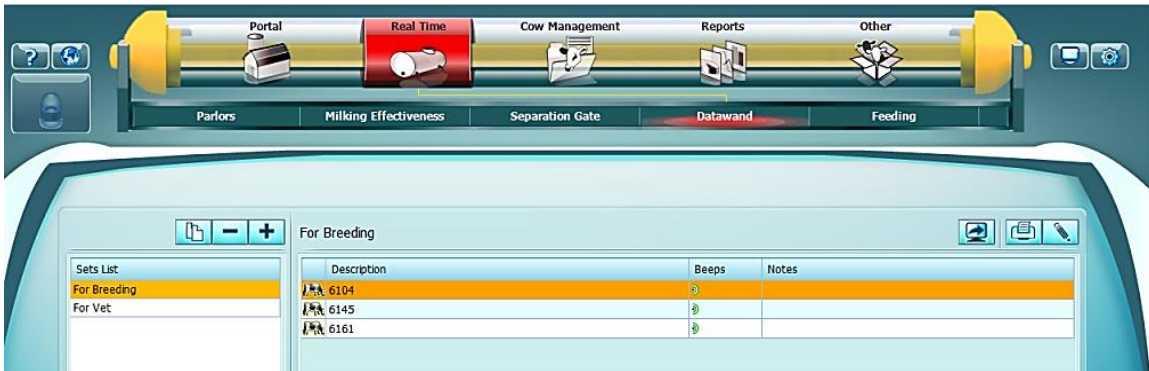 Portal Real Time Cow Management Reports Other
Parlors Milking Effectiveness Separation Gate Datawand Feeding
For Breeding
Sets List
For Breeding
For Vet
Description Beeps Notes
6104
6145
6161